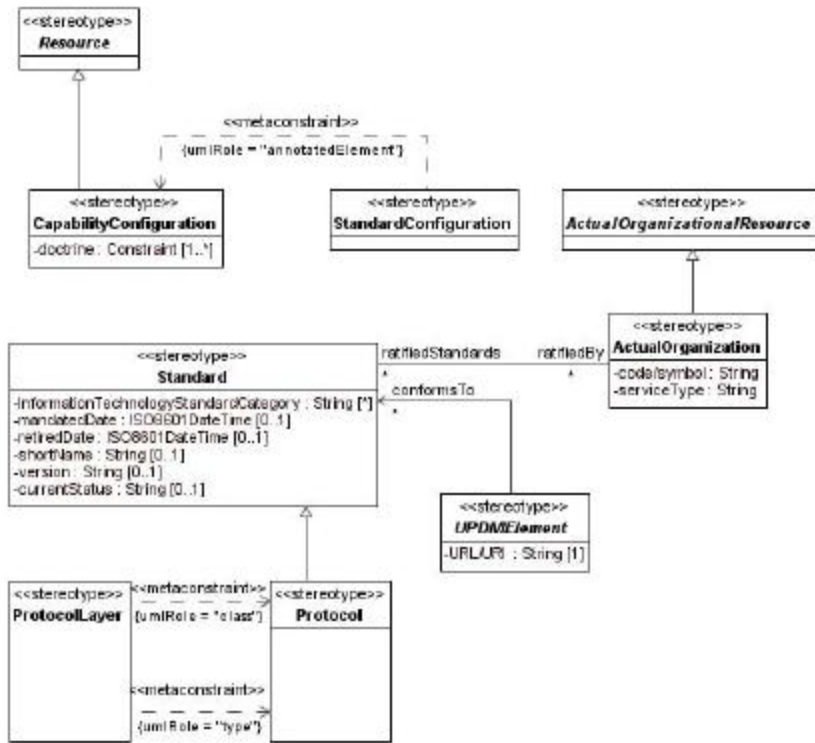 <<stereotype>>
Resource
<<metaconstraint>>
{umlRole = "annotatedElement"}
<<stereotype>>
CapabilityConfiguration
-doctrine : Constraint [1..*]
<<stereotype>>
StandardConfiguration
<<stereotype>>
ActualOrganizationalResource
<<stereotype>>
Standard
-InformationTechnologyStandardCategory : String [*]
-mandatedDate : ISO8601DateTime [0..1]
-retiredDate : ISO8601DateTime [0..1]
-shortName : String [0..1]
-version : String [0..1]
-currentStatus : String [0..1]
ratifiedStandards
*
ratifiedBy
*
<<stereotype>>
ActualOrganization
-code/symbol : String
-serviceType : String
conformsTo
*
<<stereotype>>
UPDMElement
-URL/URI : String [1]
<<stereotype>>
ProtocolLayer
<<metaconstraint>>
{umlRole = "class"}
<<stereotype>>
Protocol
<<metaconstraint>>
{umlRole = "type"}